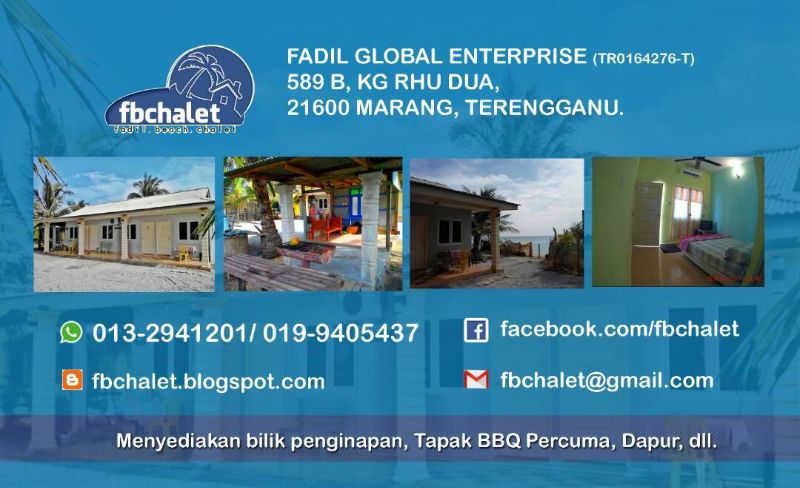 fbchalet
fadil.beach.chalet
FADIL GLOBAL ENTERPRISE (TR0164276-T)
589 B, KG RHU DUA,
21600 MARANG, TERENGGANU.
013-2941201/ 019-9405437
facebook.com/fbchalet
fbchalet.blogspot.com
fbchalet@gmail.com
Menyediakan bilik penginapan, Tapak BBQ Percuma, Dapur, dll.